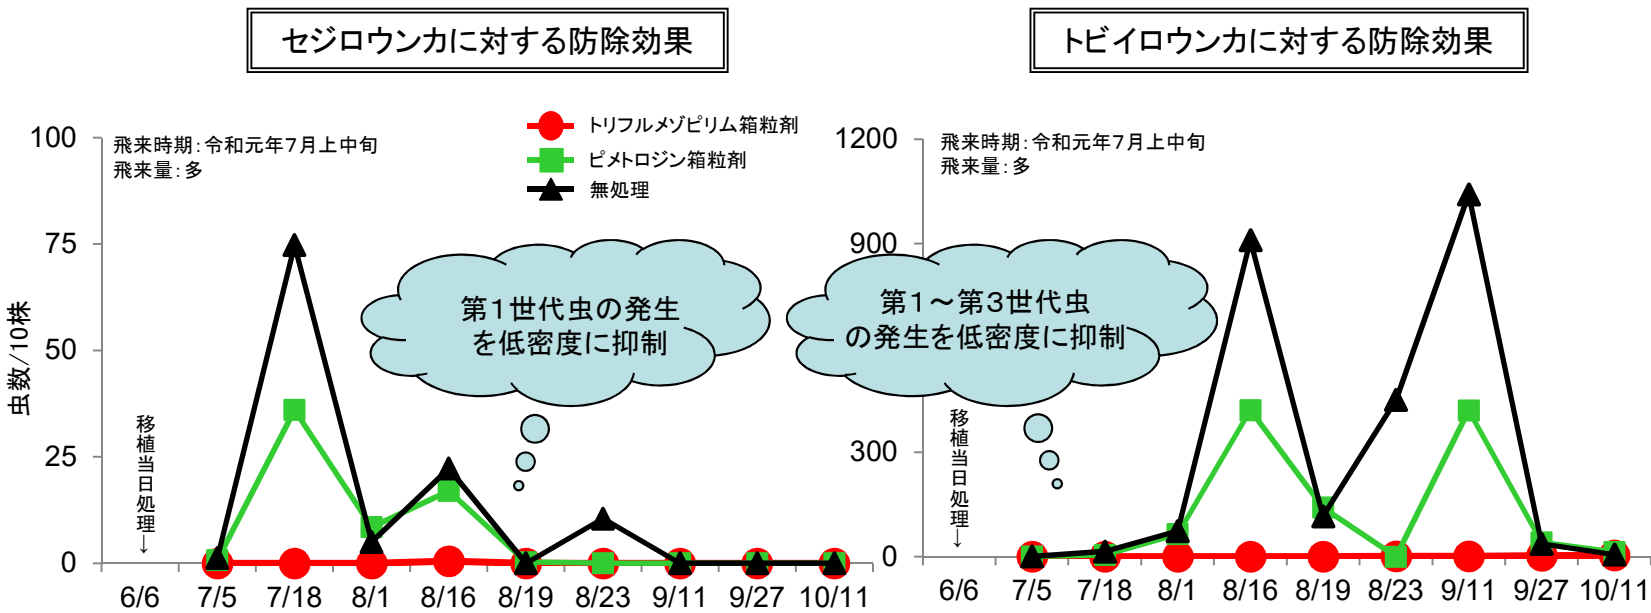 セジロウンカに対する防除効果
トビイロウンカに対する防除効果
トリフルメゾピリム箱粒剤
ピメトロジン箱粒剤
無処理
飛来時期：令和元年7月上中旬
飛来量：多
虫数/10株
100
75
50
25
0
移植当日処理→
第1世代虫の発生
を低密度に抑制
6/6 7/5 7/18 8/1 8/16 8/19 8/23 9/11 9/27 10/11
飛来時期：令和元年7月上中旬
飛来量：多
1200
900
300
0
移植当日処理→
第1～第3世代虫
の発生を低密度に抑制
6/6 7/5 7/18 8/1 8/16 8/19 8/23 9/11 9/27 10/11